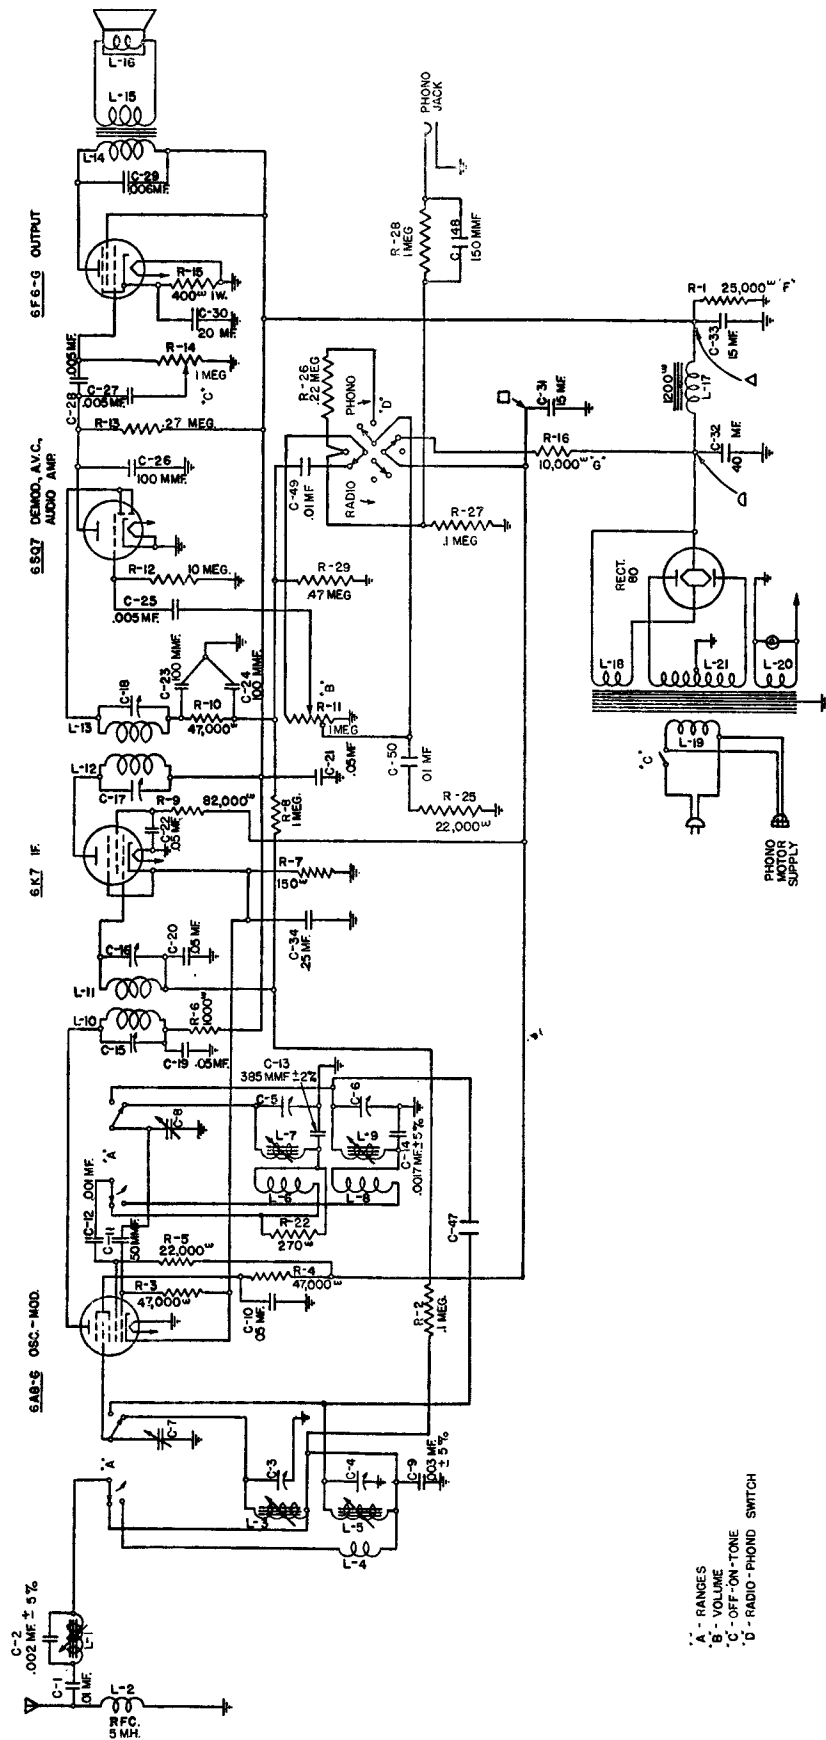 6A8-G OSC.-MOD.
6K7 I.F.
6SQ7 DEMOD., A.V.C.,
AUDIO AMP.
6F6-G OUTPUT
C-2
.002 MF. ± 5%
L-1
C-1
.01 MF.
L-2
RFC.
5 M.H.
"A"
C-7
L-3
C-3
L-5
C-4
C-9
.003 MF.
± 5%
L-4
R-2
.1 MEG.
C-10
.05 MF.
R-3
47,000ω
R-4
47,000ω
R-5
22,000ω
C-12
.001 MF.
C-11
50 MMF.
"A"
C-8
R-22
270ω
L-6
L-7
C-5
C-13
385 MMF ± 2%
L-8
L-9
C-6
C-14
.0017 MF. ± 5%
C-47
L-10
C-15
C-19 .05 MF.
R-6
1000ω
L-11
C-16
C-20
.05 MF.
C-34
.25 MF.
R-7
150ω
R-8
1 MEG.
R-9
82,000ω
C-22
.05 MF.
L-12
C-17
C-21
.05 MF.
L-13
C-18
R-10
47,000ω
C-23
100 MMF.
C-24
100 MMF.
"B"
R-11
1 MEG
C-50
.01 MF
R-25
22,000ω
C-25
.005 MF.
R-12
10 MEG.
R-29
.47 MEG
R-27
.1 MEG
C-49
.01 MF
RADIO
PHONO
"D"
R-26
.22 MEG
C-26
100 MMF.
R-13
.27 MEG.
C-28
.005 MF.
C-27
.005 MF.
"C"
R-14
1 MEG
C-30
20 MF.
R-15
400ω 1W.
C-29
.006 MF.
L-14
L-15
L-16
R-28
1 MEG
C-48
150 MMF
PHONO
JACK
C-31
15 MF.
R-16
10,000ω "G"
R-1
25,000ω "F"
C-33
15 MF.
1200ω
L-17
C-32
40 MF.
RECT.
80
L-18
L-21
L-20
L-19
"C"
PHONO
MOTOR
SUPPLY
"A" - RANGES
"B" - VOLUME
"C" - OFF-ON-TONE
"D" - RADIO-PHONO SWITCH